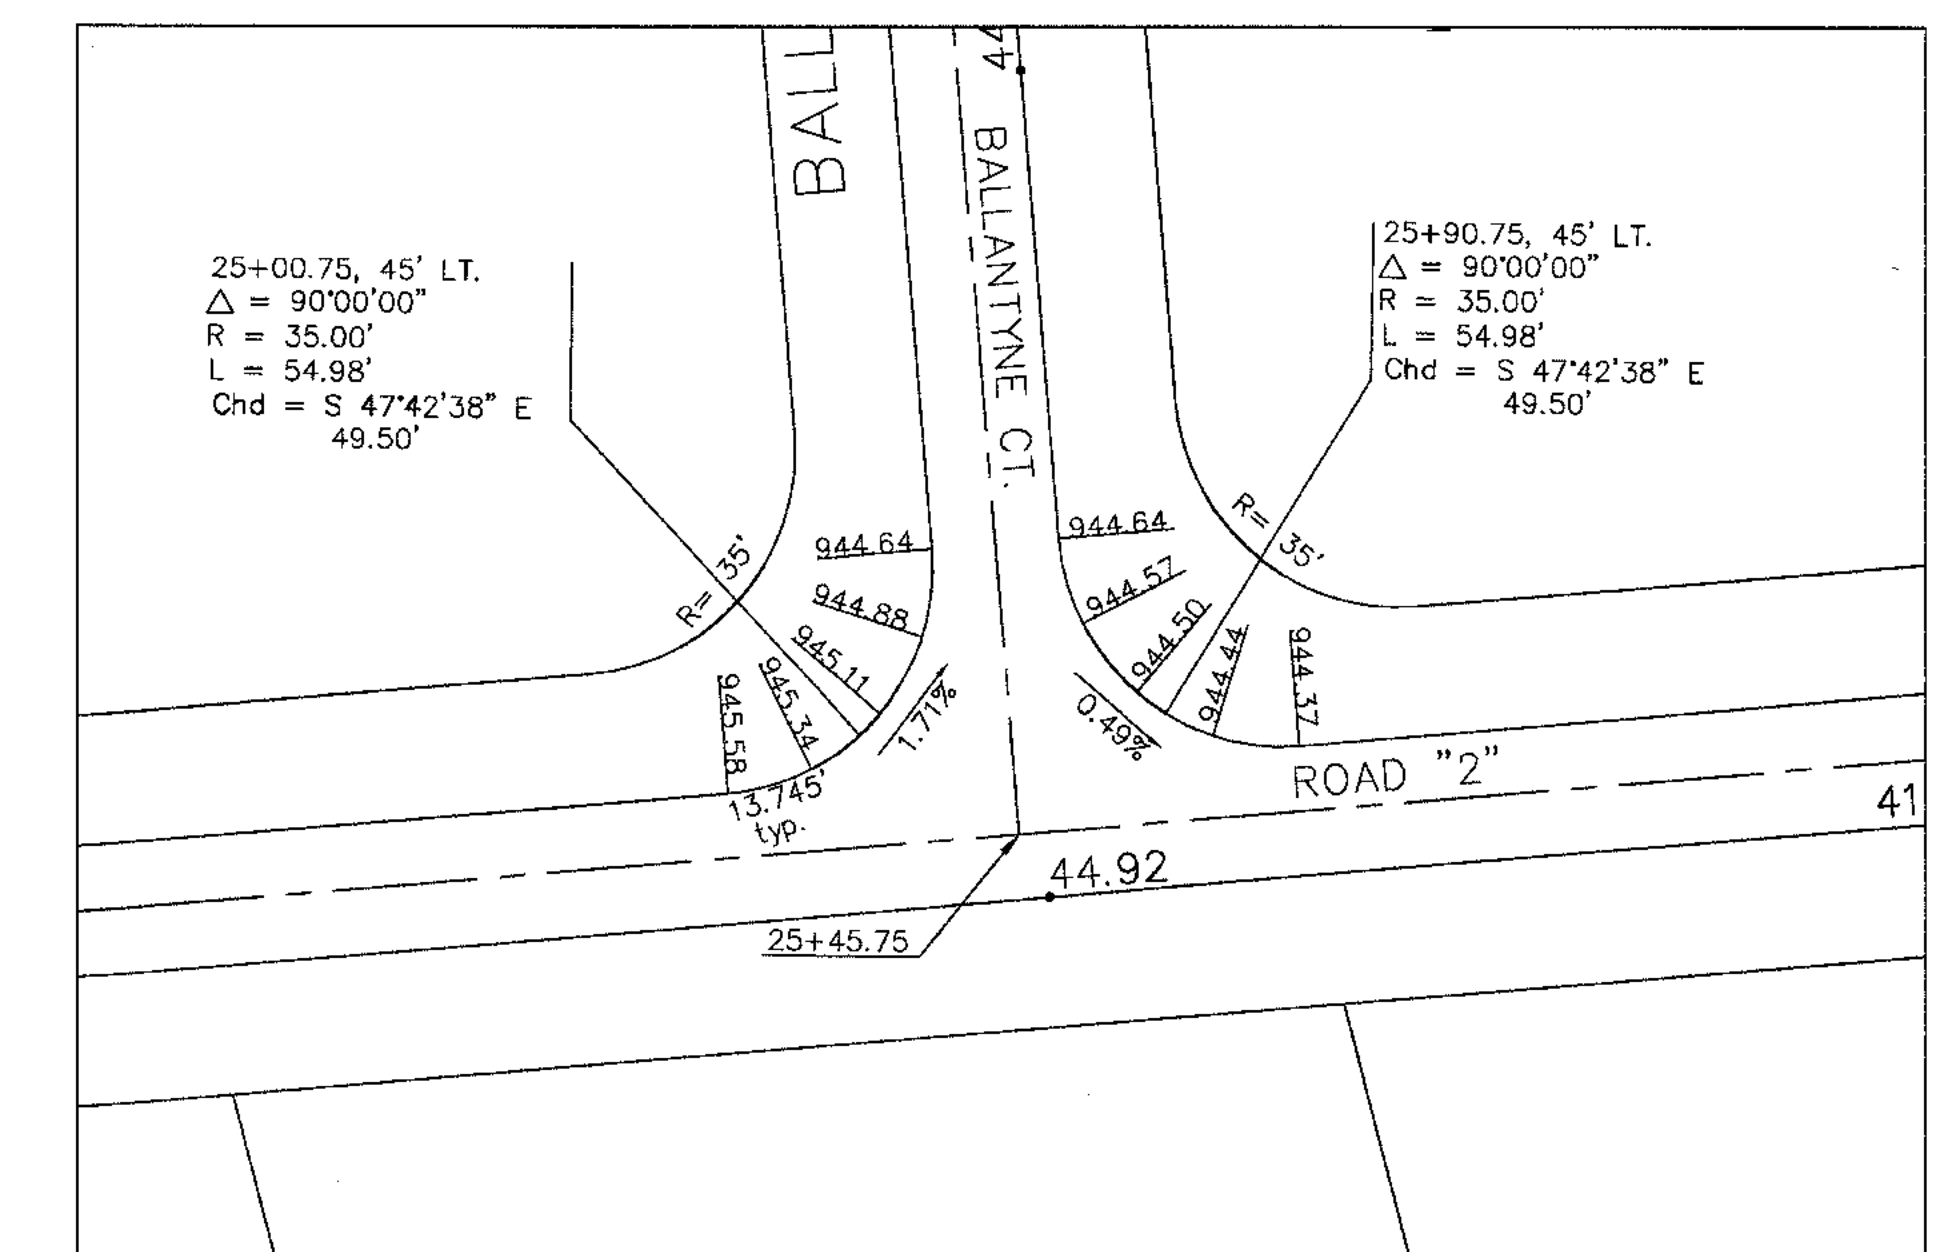 BALL
4
BALLANTYNE CT.
25+00.75, 45' LT.
△ = 90°00'00"
R = 35.00'
L = 54.98'
Chd = S 47°42'38" E
49.50'
25+90.75, 45' LT.
△ = 90°00'00"
R = 35.00'
L = 54.98'
Chd = S 47°42'38" E
49.50'
R= 35'
R= 35'
944.64
944.88
945.11
945.34
945.58
944.64
944.57
944.50
944.44
944.37
1.71%
0.49%
13.745'
typ.
ROAD "2"
41
44.92
25+45.75